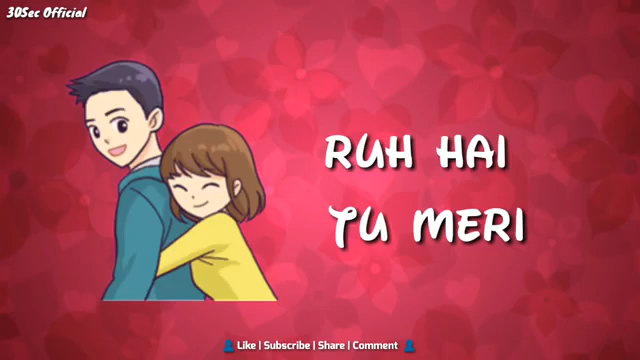 30Sec Official
RUH HAI
TU MERI
Like | Subscribe | Share | Comment